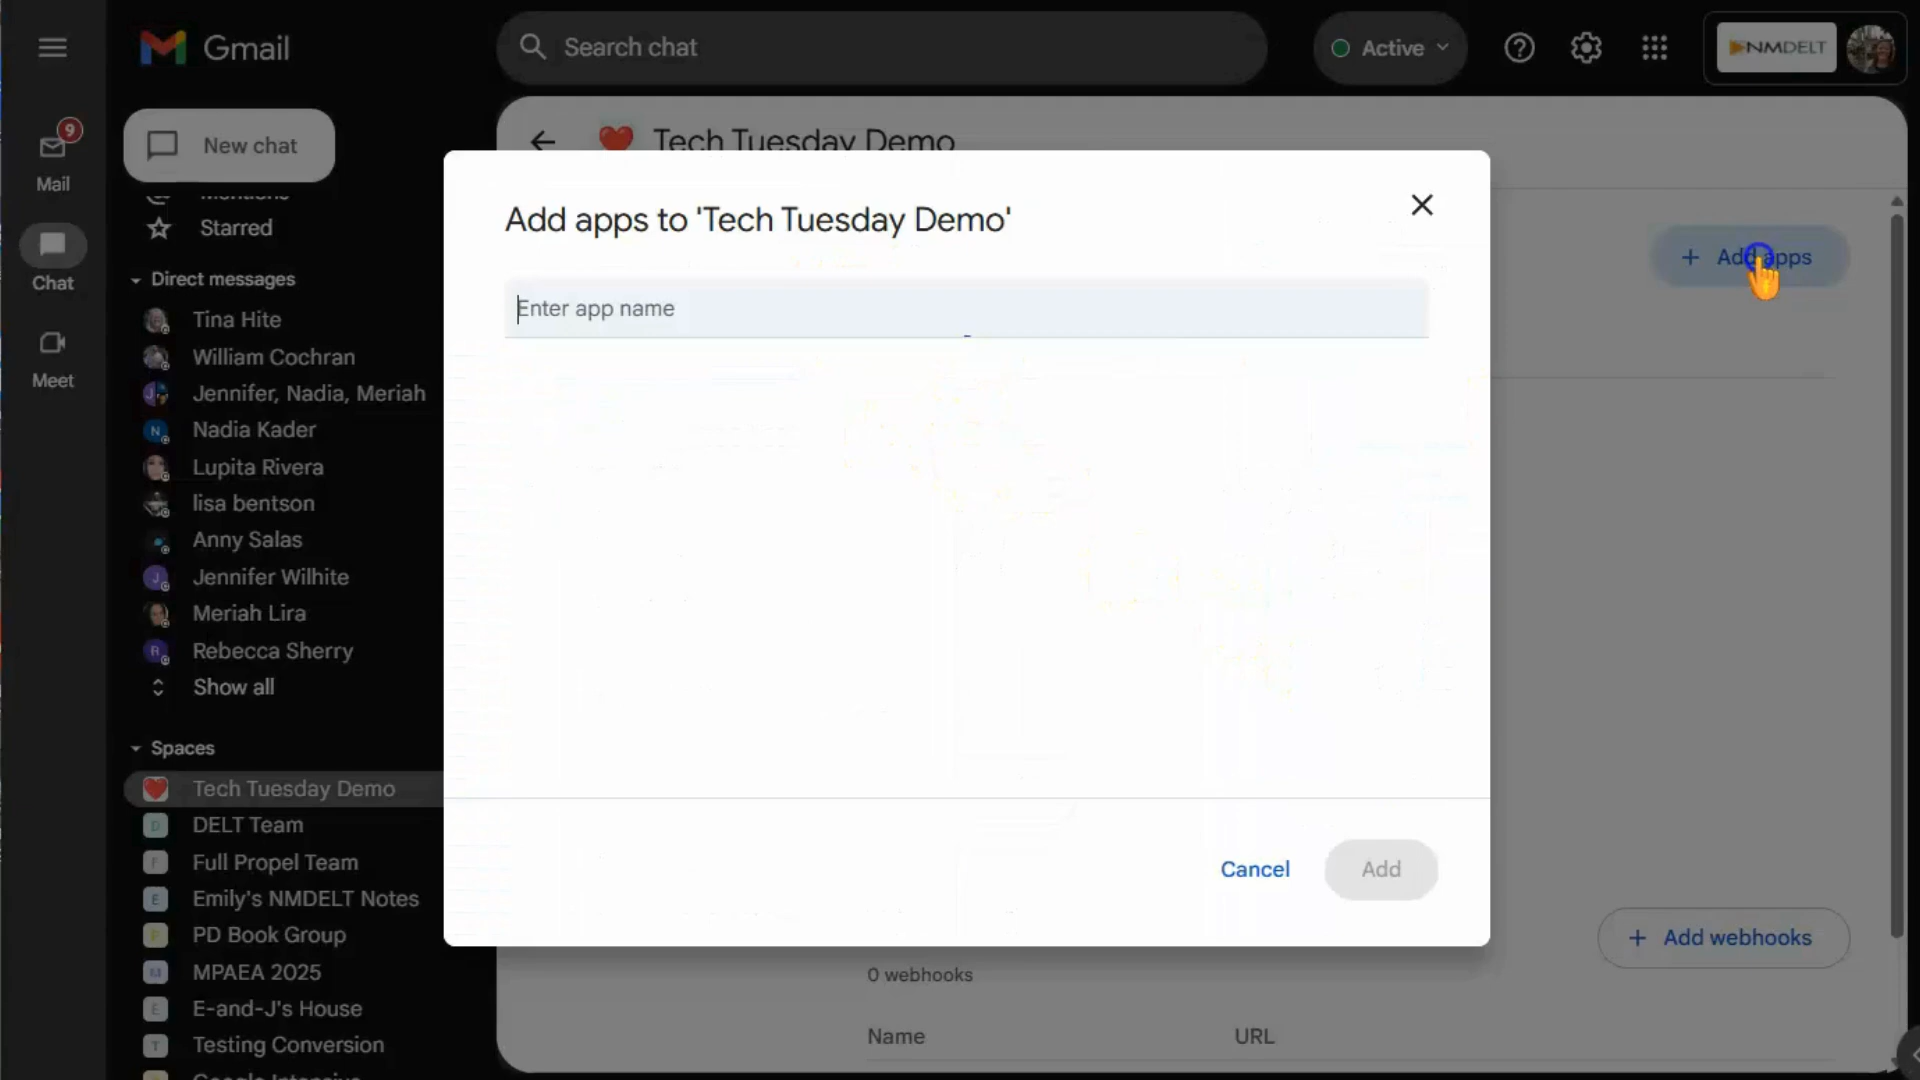 Gmail
Search chat
Active
NMDELT
9
Mail
Chat
Meet
New chat
Mentions
Starred
Direct messages
Tina Hite
William Cochran
Jennifer, Nadia, Meriah
Nadia Kader
Lupita Rivera
lisa bentson
Anny Salas
Jennifer Wilhite
Meriah Lira
Rebecca Sherry
Show all
Spaces
Tech Tuesday Demo
DELT Team
Full Propel Team
Emily's NMDELT Notes
PD Book Group
MPAEA 2025
E-and-J's House
Testing Conversion
Google Intensive
Tech Tuesday Demo
Add apps to 'Tech Tuesday Demo'
Enter app name
Cancel
Add
+ Add apps
+ Add webhooks
0 webhooks
Name URL